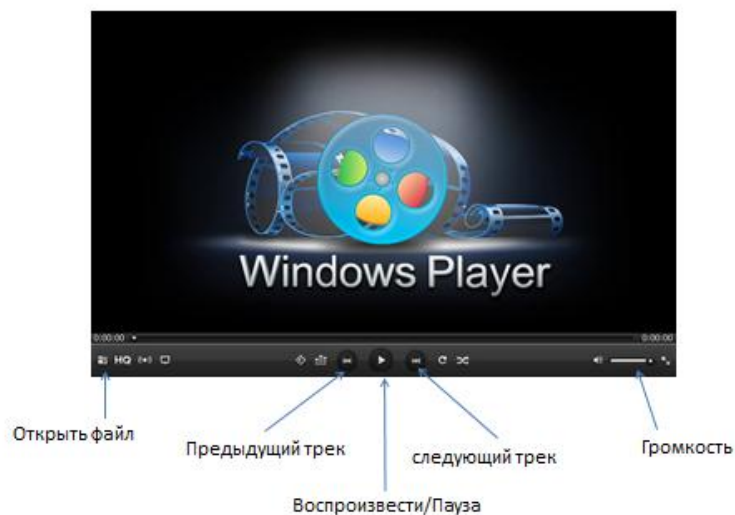 Windows Player
0:00:00 0:00:00
HQ
Открыть файл
Предыдущий трек
следующий трек
Громкость
Воспроизвести/Пауза